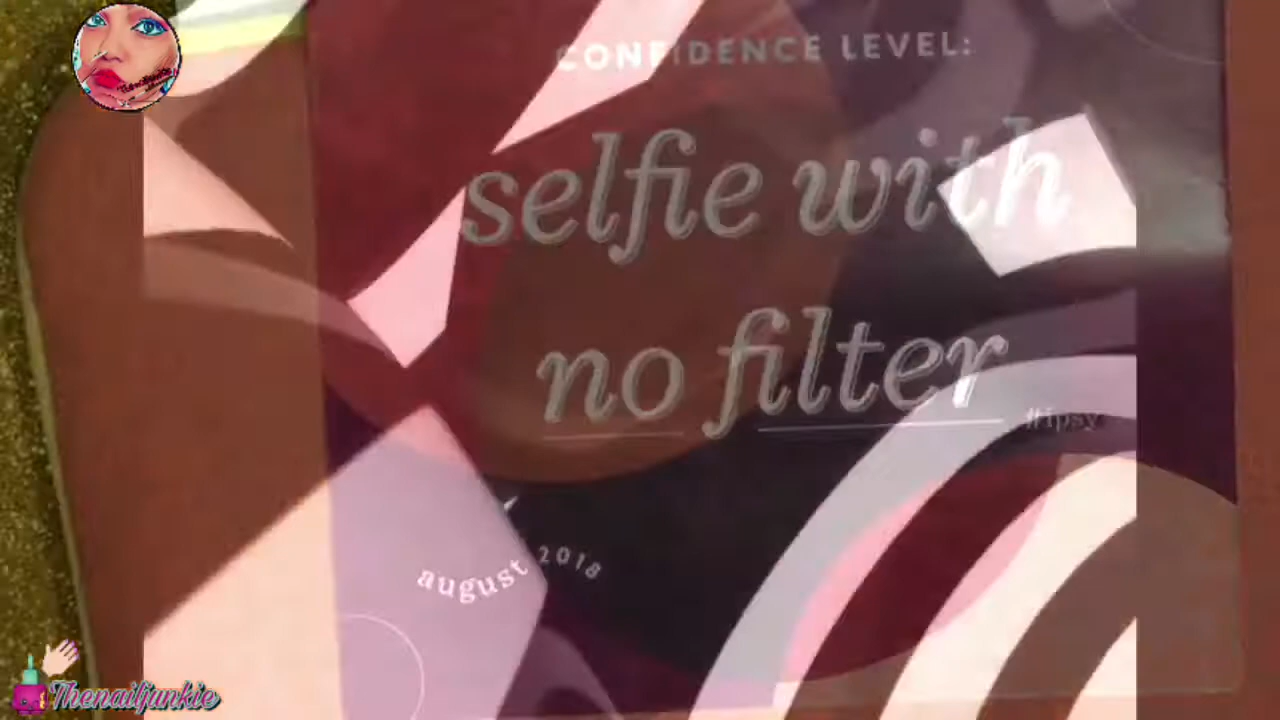 CONFIDENCE LEVEL:
selfie with
no filter
#ipsy
august 2018
Thenailjunkie